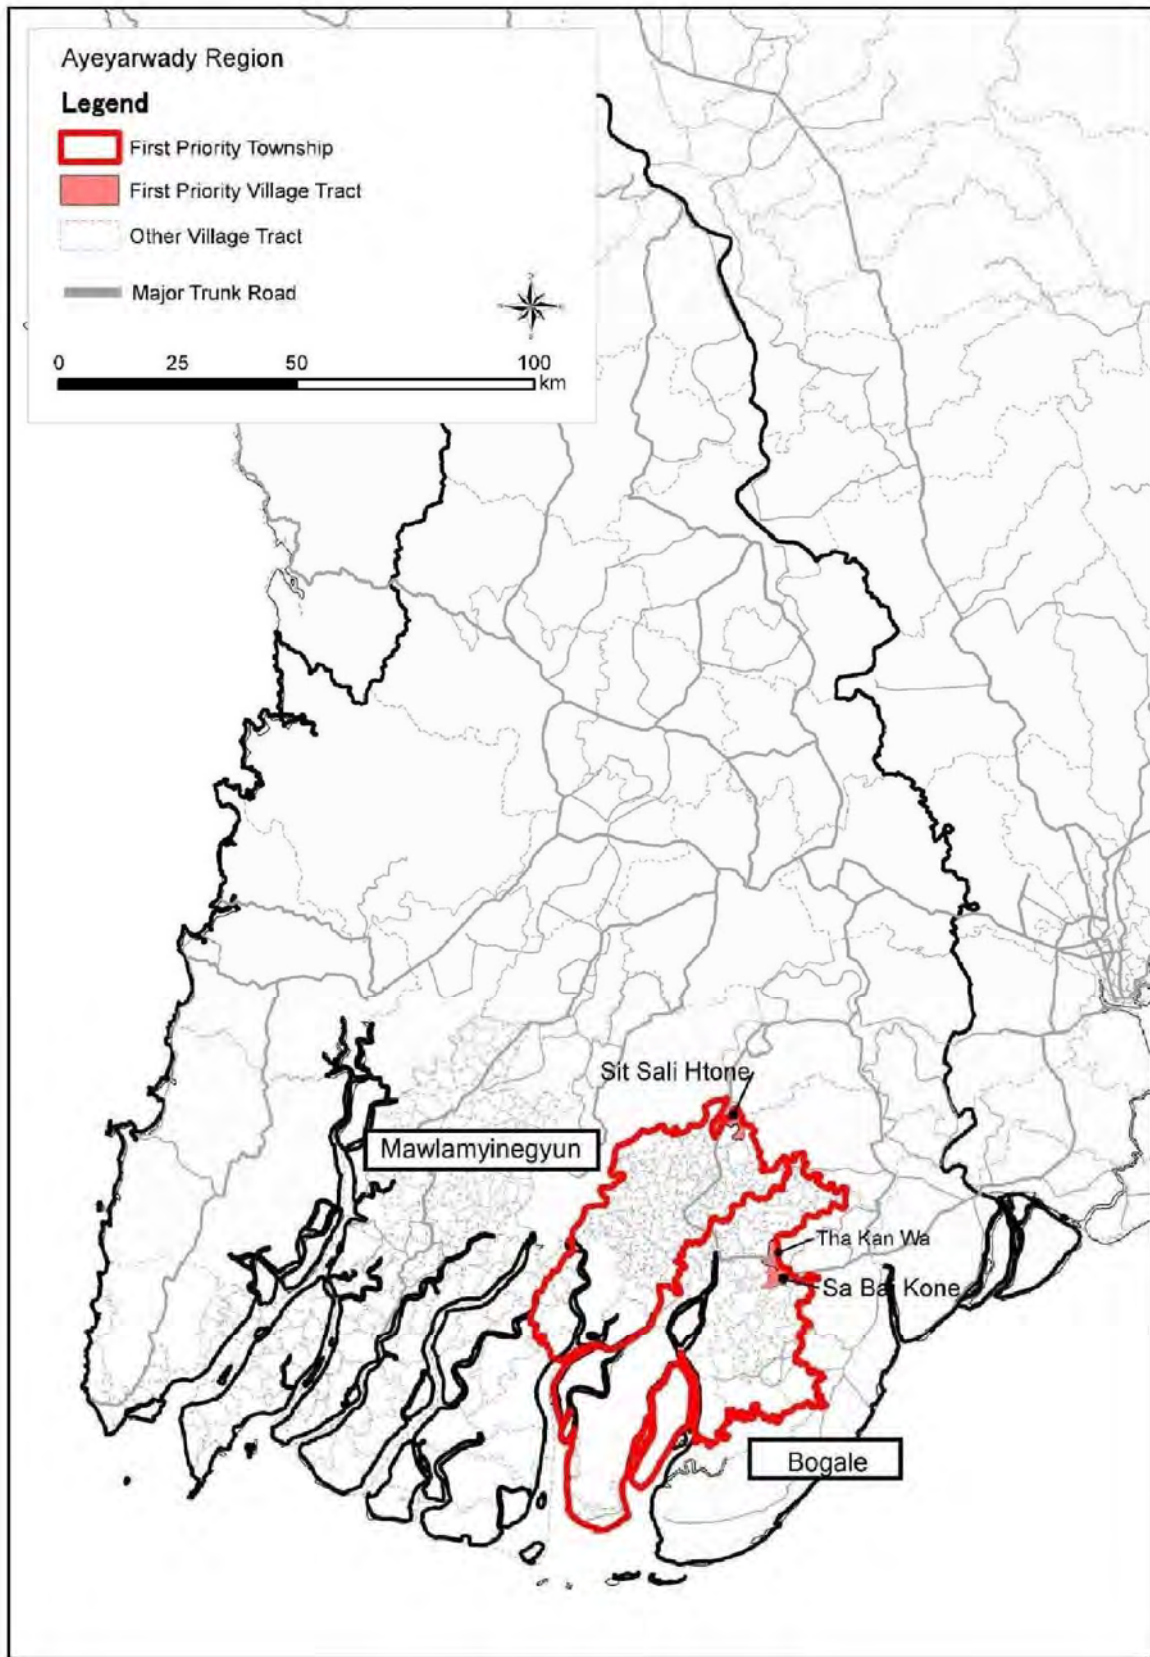 Ayeyarwady Region
Legend
First Priority Township
First Priority Village Tract
Other Village Tract
Major Trunk Road
0 25 50 100
km
Sit Sali Htone
Mawlamyinegyun
Tha Kan Wa
Sa Bai Kone
Bogale